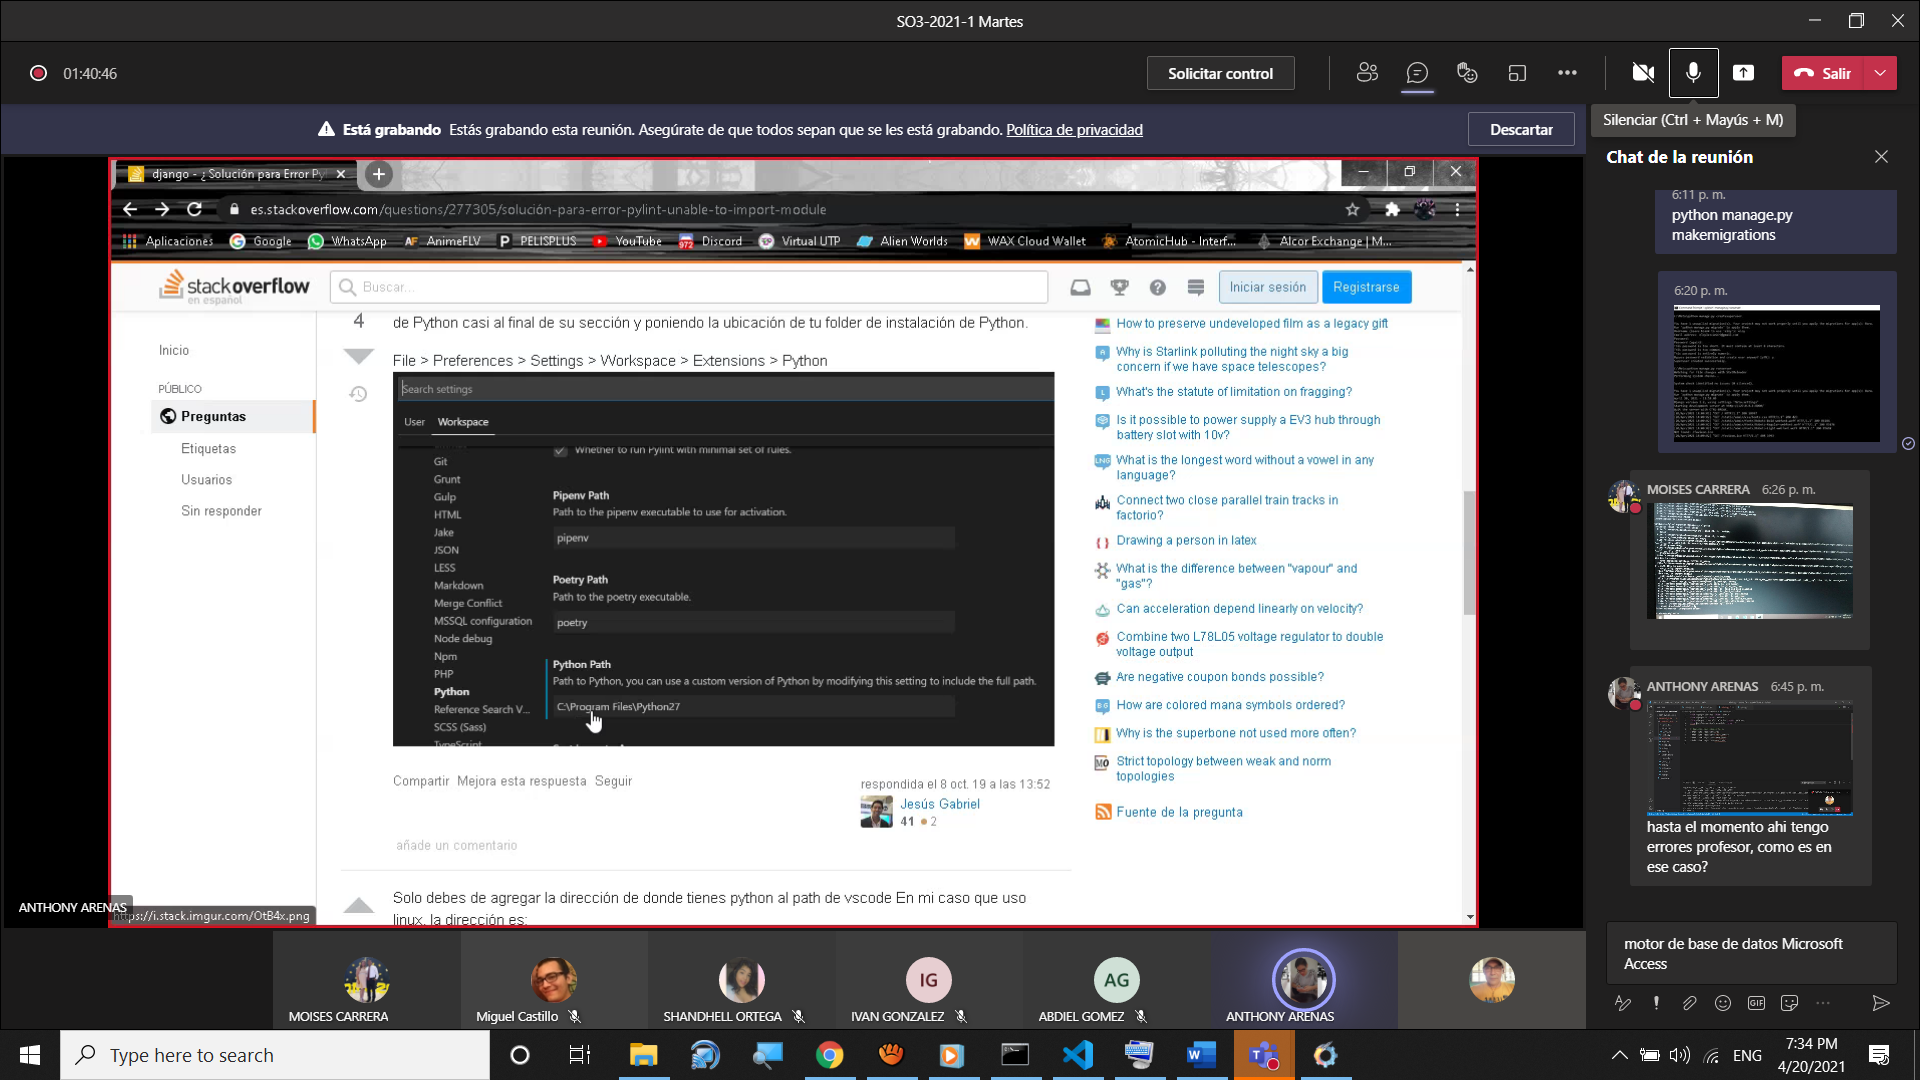 SO3-2021-1 Martes
01:40:46
Solicitar control
Salir
Está grabando Estás grabando esta reunión. Asegúrate de que todos sepan que se les está grabando. Política de privacidad
Descartar
Silenciar (Ctrl + Mayús + M)
django - ¿Solución para Error Py
es.stackoverflow.com/questions/277305/solución-para-error-pylint-unable-to-import-module
Aplicaciones Google WhatsApp AnimeFLV PELISPLUS YouTube Discord Virtual UTP Alien Worlds WAX Cloud Wallet AtomicHub - Interf... Alcor Exchange | M...
stackoverflow
en español
Buscar...
Iniciar sesión
Registrarse
Inicio
PÚBLICO
Preguntas
Etiquetas
Usuarios
Sin responder
4
de Python casi al final de su sección y poniendo la ubicación de tu folder de instalación de Python.
File > Preferences > Settings > Workspace > Extensions > Python
Search settings
User Workspace
Git
Grunt
Gulp
HTML
Jake
JSON
LESS
Markdown
Merge Conflict
MSSQL configuration
Node debug
Npm
PHP
Python
Reference Search V...
SCSS (Sass)
TypeScript
Whether to run Pylint with minimal set of rules.
Pipenv Path
Path to the pipenv executable to use for activation.
pipenv
Poetry Path
Path to the poetry executable.
poetry
Python Path
Path to Python, you can use a custom version of Python by modifying this setting to include the full path.
C:\Program Files\Python27
Compartir Mejora esta respuesta Seguir
respondida el 8 oct. 19 a las 13:52
Jesús Gabriel
41 2
añade un comentario
Solo debes de agregar la dirección de donde tienes python al path de vscode En mi caso que uso
linux, la dirección es:
https://i.stack.imgur.com/OtB4x.png
How to preserve undeveloped film as a legacy gift
Why is Starlink polluting the night sky a big
concern if we have space telescopes?
What's the statute of limitation on fragging?
Is it possible to power supply a EV3 hub through
battery slot with 10v?
What is the longest word without a vowel in any
language?
Connect two close parallel train tracks in
factorio?
Drawing a person in latex
What is the difference between "vapour" and
"gas"?
Can acceleration depend linearly on velocity?
Combine two L78L05 voltage regulator to double
voltage output
Are negative coupon bonds possible?
How are colored mana symbols ordered?
Why is the superbone not used more often?
Strict topology between weak and norm
topologies
Fuente de la pregunta
ANTHONY ARENAS
Chat de la reunión
6:11 p. m.
python manage.py
makemigrations
6:20 p. m.
MOISES CARRERA 6:26 p. m.
ANTHONY ARENAS 6:45 p. m.
hasta el momento ahi tengo
errores profesor, como es en
ese caso?
motor de base de datos Microsoft
Access
MOISES CARRERA
Miguel Castillo
SHANDHELL ORTEGA
IG
IVAN GONZALEZ
AG
ABDIEL GOMEZ
ANTHONY ARENAS
Type here to search
ENG
7:34 PM
4/20/2021